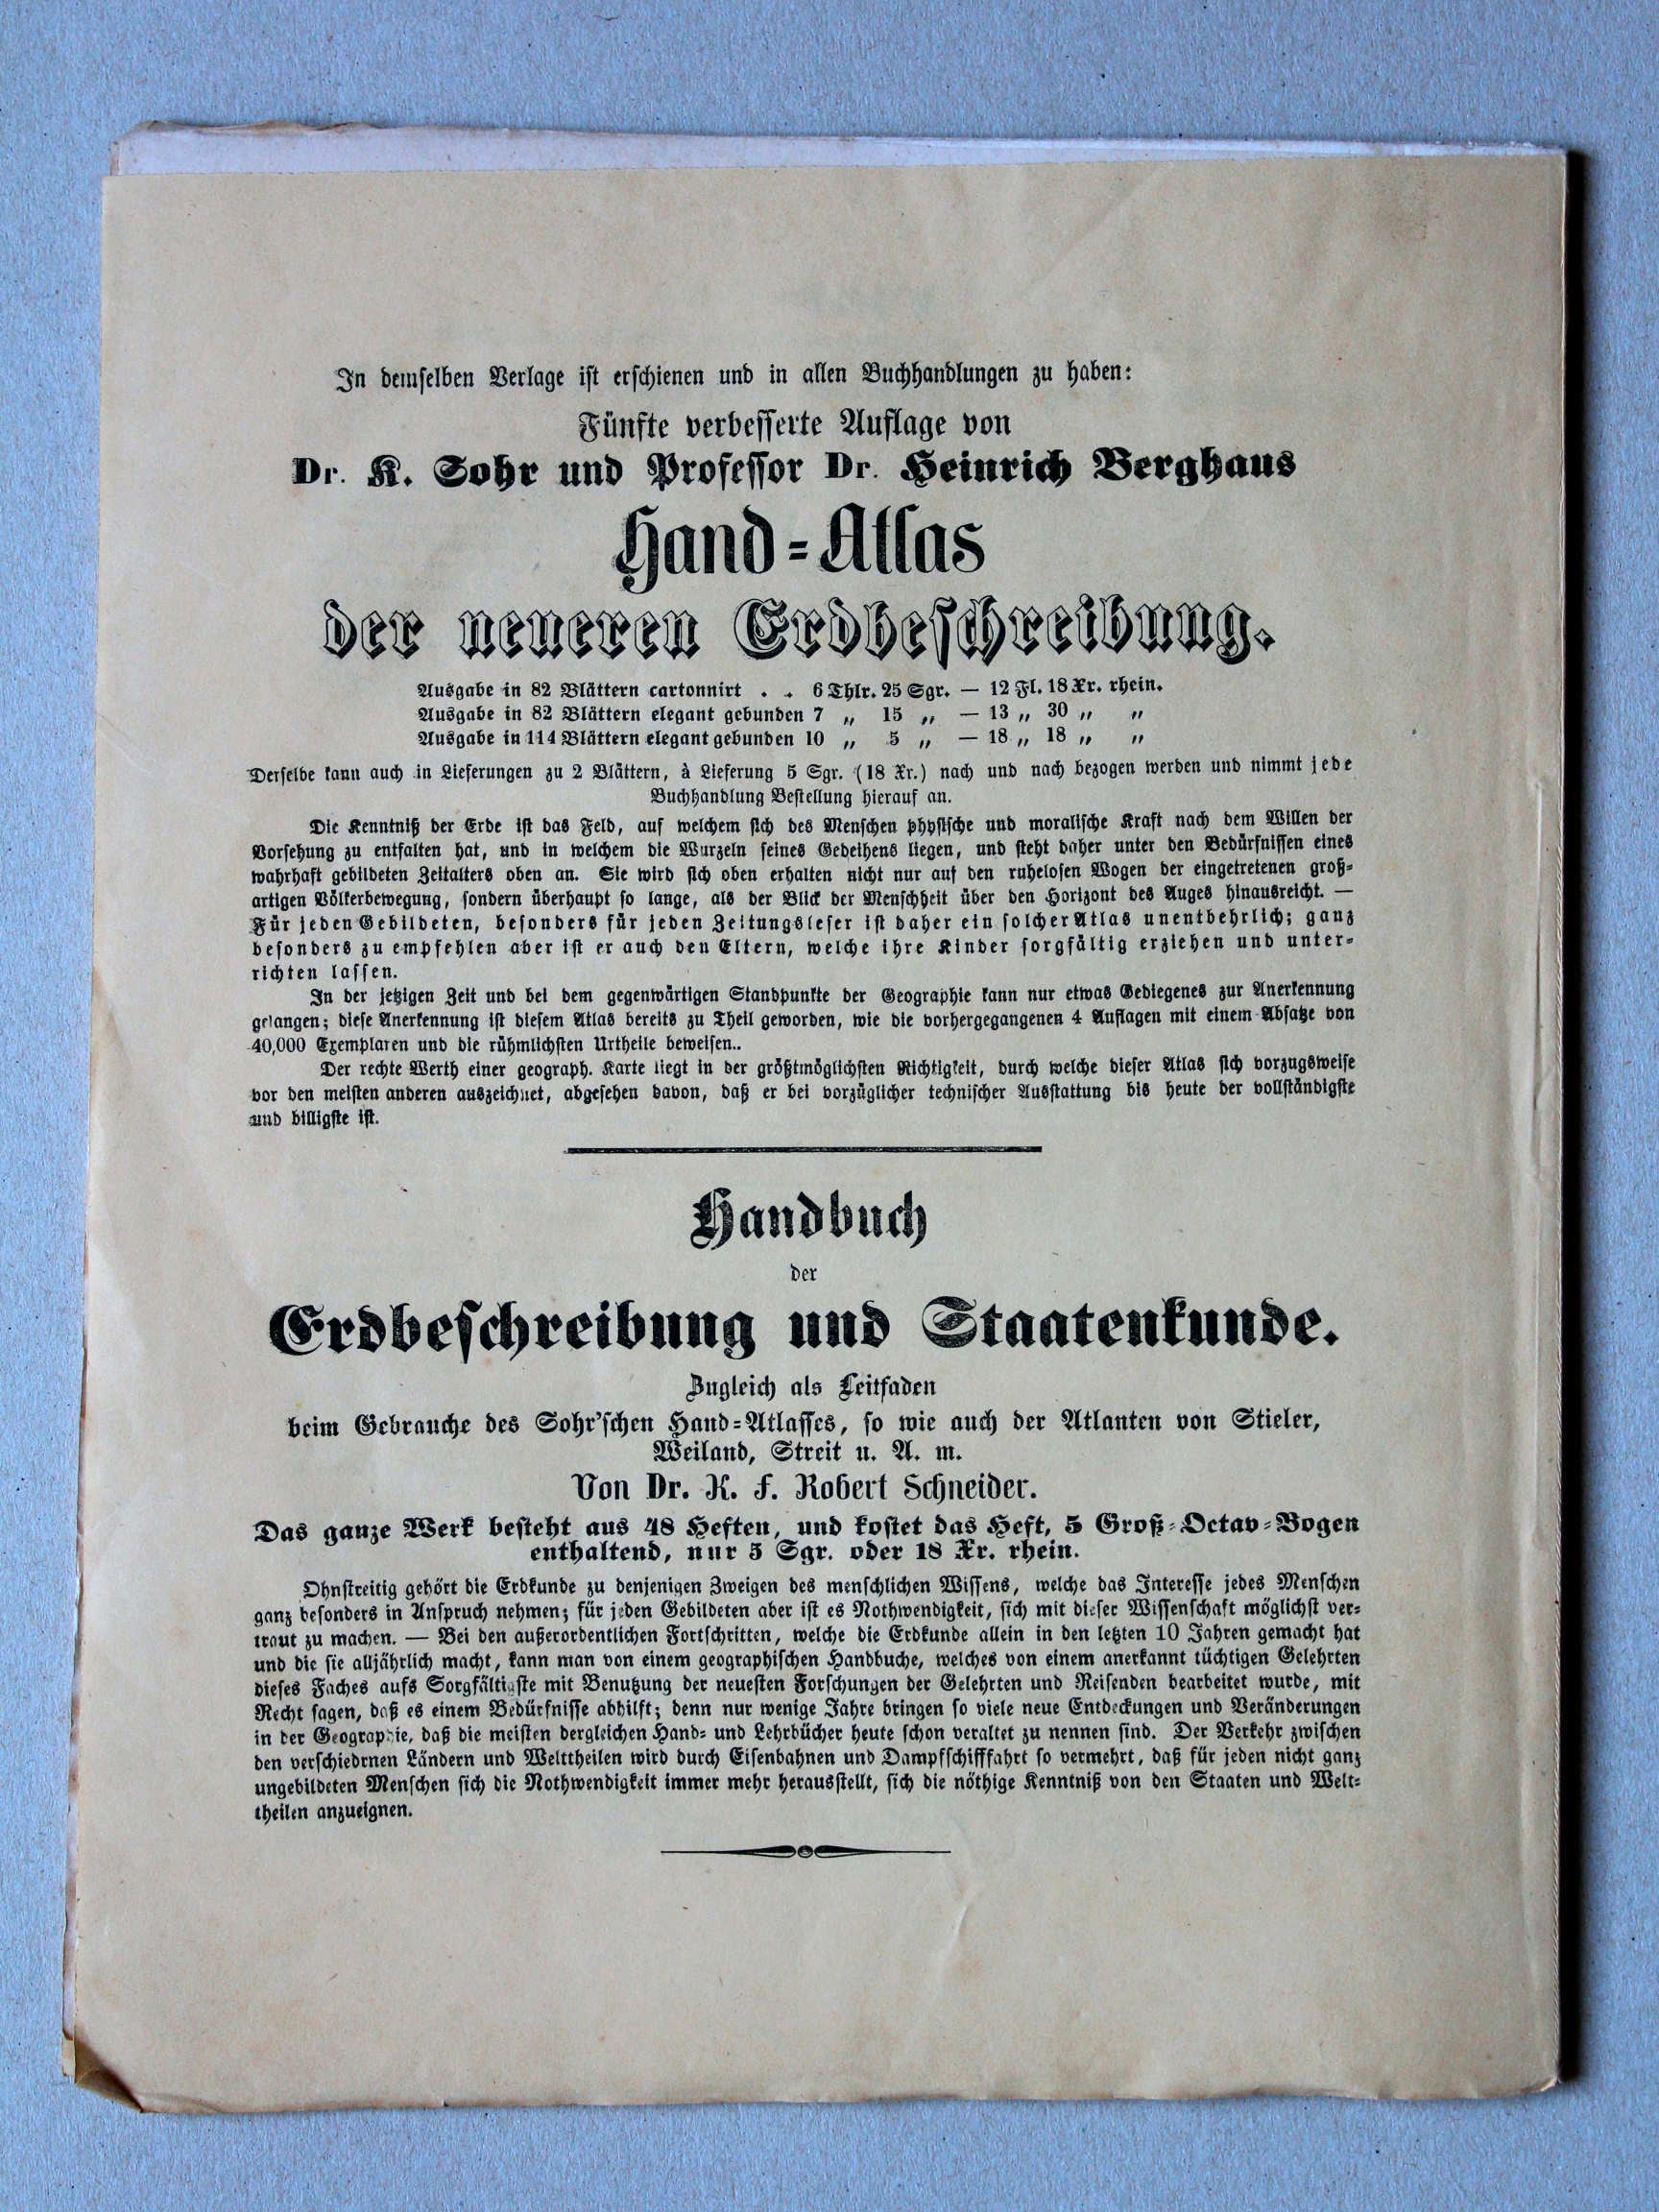 In demselben Verlage ist erschienen und in allen Buchhandlungen zu haben:
Fünfte verbesserte Auflage von
Dr. K. Sohr und Professor Dr. Heinrich Berghaus
Hand-Atlas
der neueren Erdbeschreibung.
Ausgabe in 82 Blättern cartonnirt . . 6 Thlr. 25 Sgr. — 12 Fl. 18 Xr. rhein.
Ausgabe in 82 Blättern elegant gebunden 7 „ 15 „ — 13 „ 30 „ „
Ausgabe in 114 Blättern elegant gebunden 10 „ 5 „ — 18 „ 18 „ „
Derselbe kann auch in Lieferungen zu 2 Blättern, à Lieferung 5 Sgr. (18 Xr.) nach und nach bezogen werden und nimmt jede
Buchhandlung Bestellung hierauf an.
Die Kenntniß der Erde ist das Feld, auf welchem sich des Menschen physische und moralische Kraft nach dem Willen der
Vorsehung zu entfalten hat, und in welchem die Wurzeln seines Gedeihens liegen, und steht daher unter den Bedürfnissen eines
wahrhaft gebildeten Zeitalters oben an. Sie wird sich oben erhalten nicht nur auf den ruhelosen Wogen der eingetretenen groß-
artigen Völkerbewegung, sondern überhaupt so lange, als der Blick der Menschheit über den Horizont des Auges hinausreicht. —
Für jeden Gebildeten, besonders für jeden Zeitungsleser ist daher ein solcher Atlas unentbehrlich; ganz
besonders zu empfehlen aber ist er auch den Eltern, welche ihre Kinder sorgfältig erziehen und unter-
richten lassen.
In der jetzigen Zeit und bei dem gegenwärtigen Standpunkte der Geographie kann nur etwas Gediegenes zur Anerkennung
gelangen; diese Anerkennung ist diesem Atlas bereits zu Theil geworden, wie die vorhergegangenen 4 Auflagen mit einem Absatze von
40,000 Exemplaren und die rühmlichsten Urtheile beweisen..
Der rechte Werth einer geograph. Karte liegt in der größtmöglichsten Richtigkeit, durch welche dieser Atlas sich vorzugsweise
vor den meisten anderen auszeichnet, abgesehen davon, daß er bei vorzüglicher technischer Ausstattung bis heute der vollständigste
und billigste ist.
Handbuch
der
Erdbeschreibung und Staatenkunde.
Zugleich als Leitfaden
beim Gebrauche des Sohr'schen Hand-Atlasses, so wie auch der Atlanten von Stieler,
Weiland, Streit u. A. m.
Von Dr. K. F. Robert Schneider.
Das ganze Werk besteht aus 48 Heften, und kostet das Heft, 5 Groß-Octav-Bogen
enthaltend, nur 5 Sgr. oder 18 Xr. rhein.
Ohnstreitig gehört die Erdkunde zu denjenigen Zweigen des menschlichen Wissens, welche das Interesse jedes Menschen
ganz besonders in Anspruch nehmen; für jeden Gebildeten aber ist es Nothwendigkeit, sich mit dieser Wissenschaft möglichst ver-
traut zu machen. — Bei den außerordentlichen Fortschritten, welche die Erdkunde allein in den letzten 10 Jahren gemacht hat
und die sie alljährlich macht, kann man von einem geographischen Handbuche, welches von einem anerkannt tüchtigen Gelehrten
dieses Faches aufs Sorgfältigste mit Benutzung der neuesten Forschungen der Gelehrten und Reisenden bearbeitet wurde, mit
Recht sagen, daß es einem Bedürfnisse abhilft; denn nur wenige Jahre bringen so viele neue Entdeckungen und Veränderungen
in der Geographie, daß die meisten dergleichen Hand- und Lehrbücher heute schon veraltet zu nennen sind. Der Verkehr zwischen
den verschiedrnen Ländern und Welttheilen wird durch Eisenbahnen und Dampfschifffahrt so vermehrt, daß für jeden nicht ganz
ungebildeten Menschen sich die Nothwendigkeit immer mehr herausstellt, sich die nöthige Kenntniß von den Staaten und Welt-
theilen anzueignen.